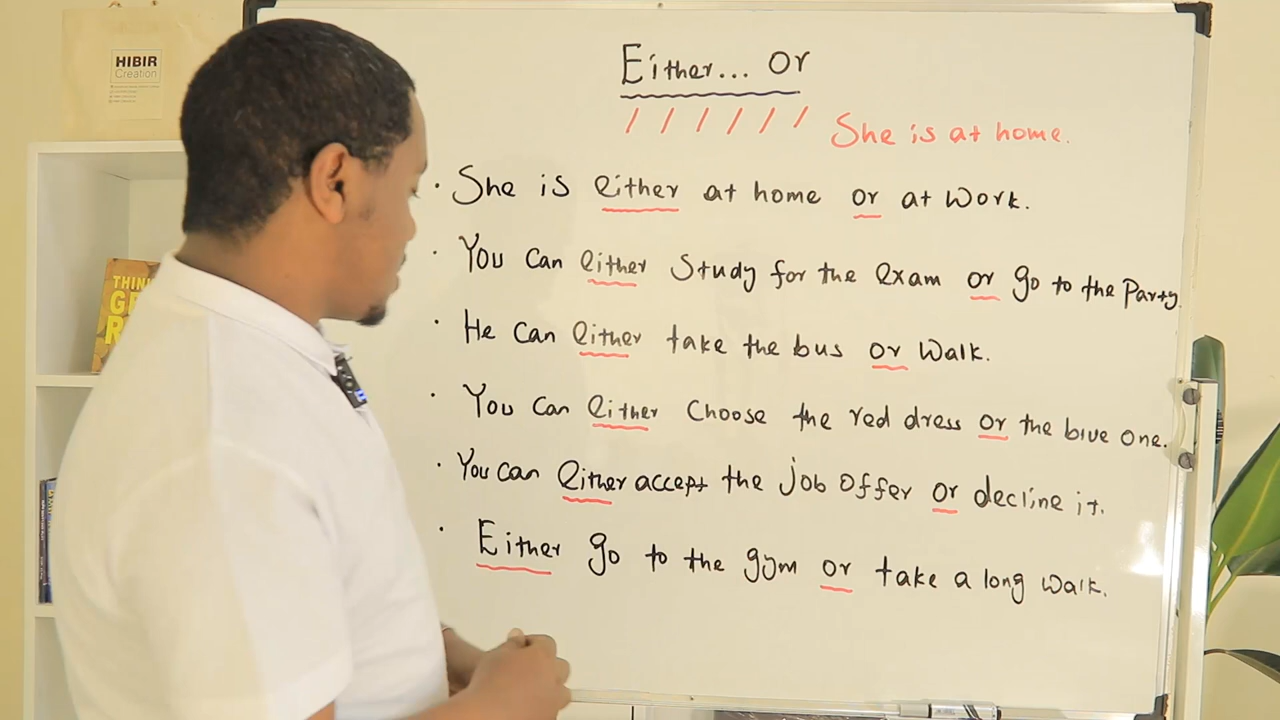 HIBIR
Creation
Either... Or
She is at home.
• She is either at home or at work.
• You can either study for the exam or go to the party.
• He can either take the bus or walk.
• You can either choose the red dress or the blue one.
• You can either accept the job offer or decline it.
• Either go to the gym or take a long walk.
THIN
G
R